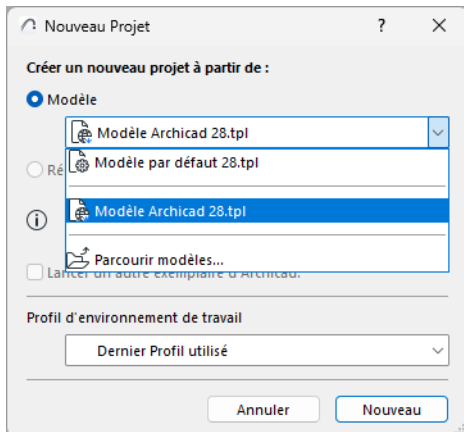 Nouveau Projet
?
Créer un nouveau projet à partir de :
Modèle
Modèle Archicad 28.tpl
Ré
Modèle par défaut 28.tpl
Modèle Archicad 28.tpl
Parcourir modèles...
Lancer un autre exemplaire d'Archicad.
Profil d'environnement de travail
Dernier Profil utilisé
Annuler
Nouveau